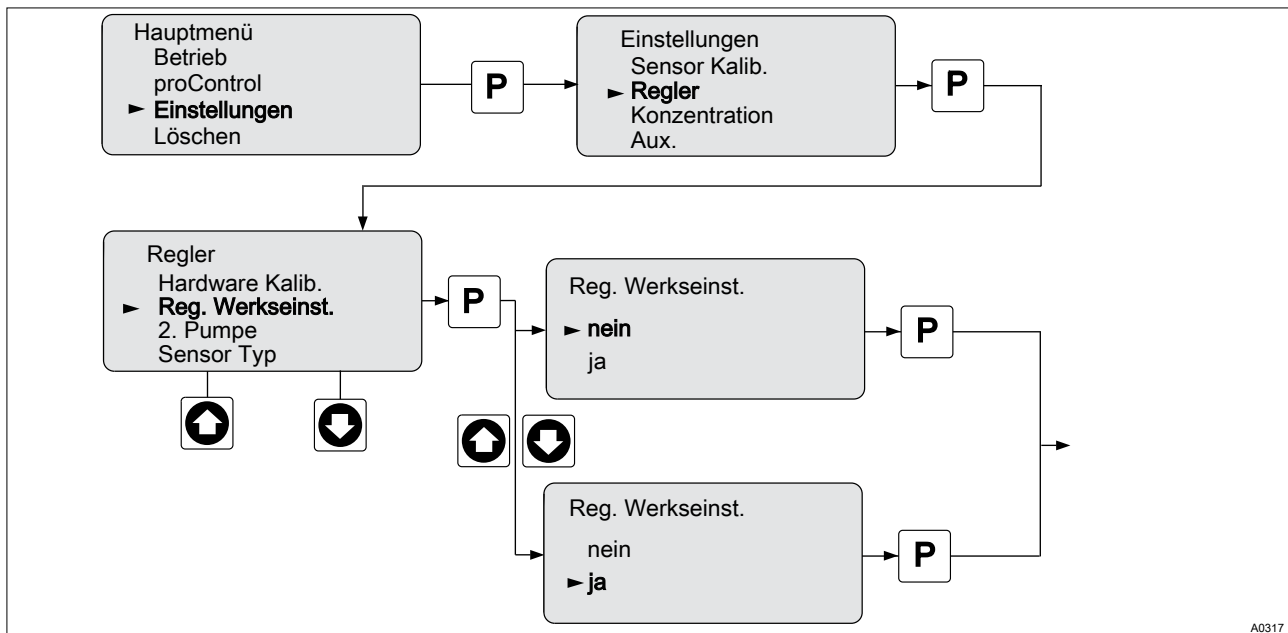 Hauptmenü
Betrieb
proControl
Einstellungen
Löschen
P
Einstellungen
Sensor Kalib.
Regler
Konzentration
Aux.
P
Regler
Hardware Kalib.
Reg. Werkseinst.
2. Pumpe
Sensor Typ
P
Reg. Werkseinst.
nein
ja
P
Reg. Werkseinst.
nein
ja
P
A0317